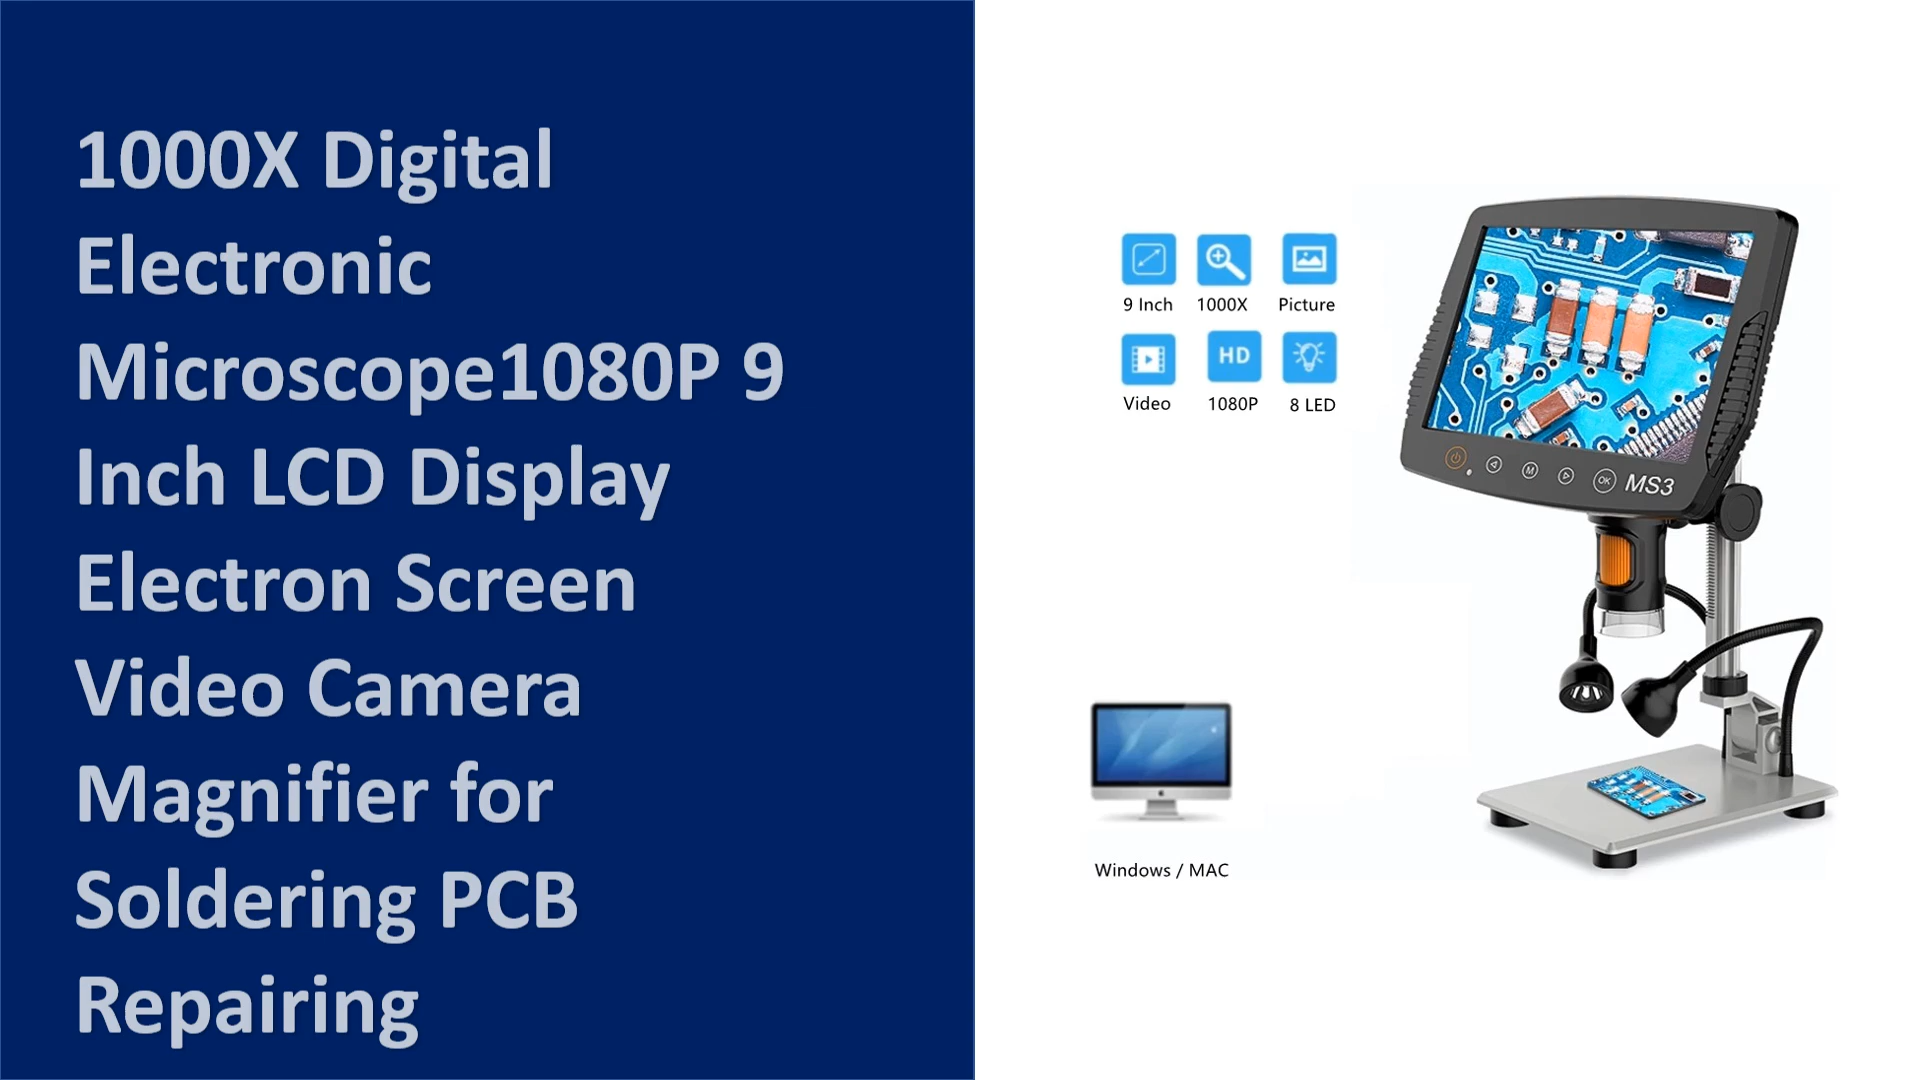 1000X Digital
Electronic
Microscope1080P 9
Inch LCD Display
Electron Screen
Video Camera
Magnifier for
Soldering PCB
Repairing
9 Inch 1000X Picture
HD
Video 1080P 8 LED
M OK MS3
Windows / MAC